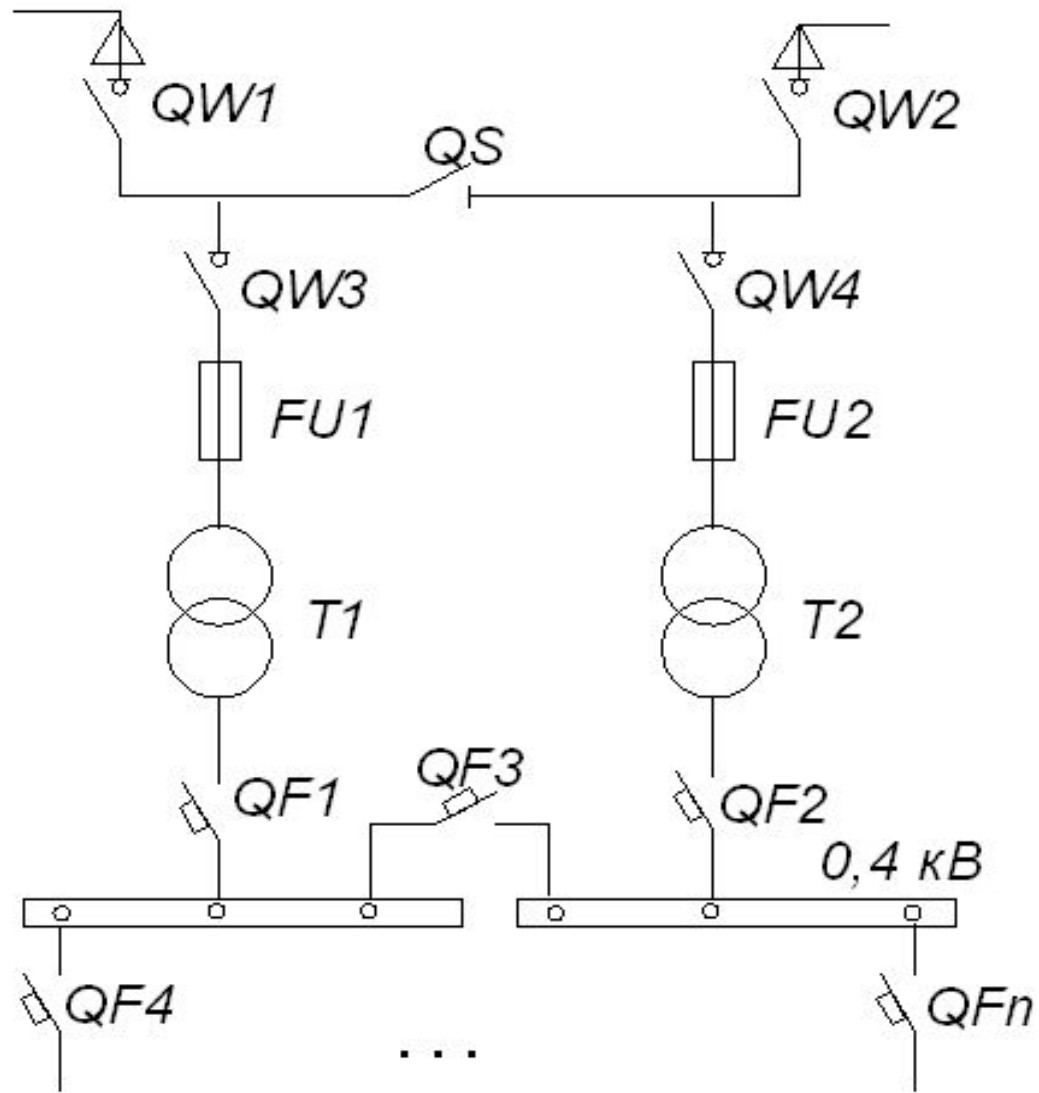 QW1
QW2
QS
QW3
QW4
FU1
FU2
T1
T2
QF1
QF3
QF2
0,4 кВ
QF4
QFn
. . .